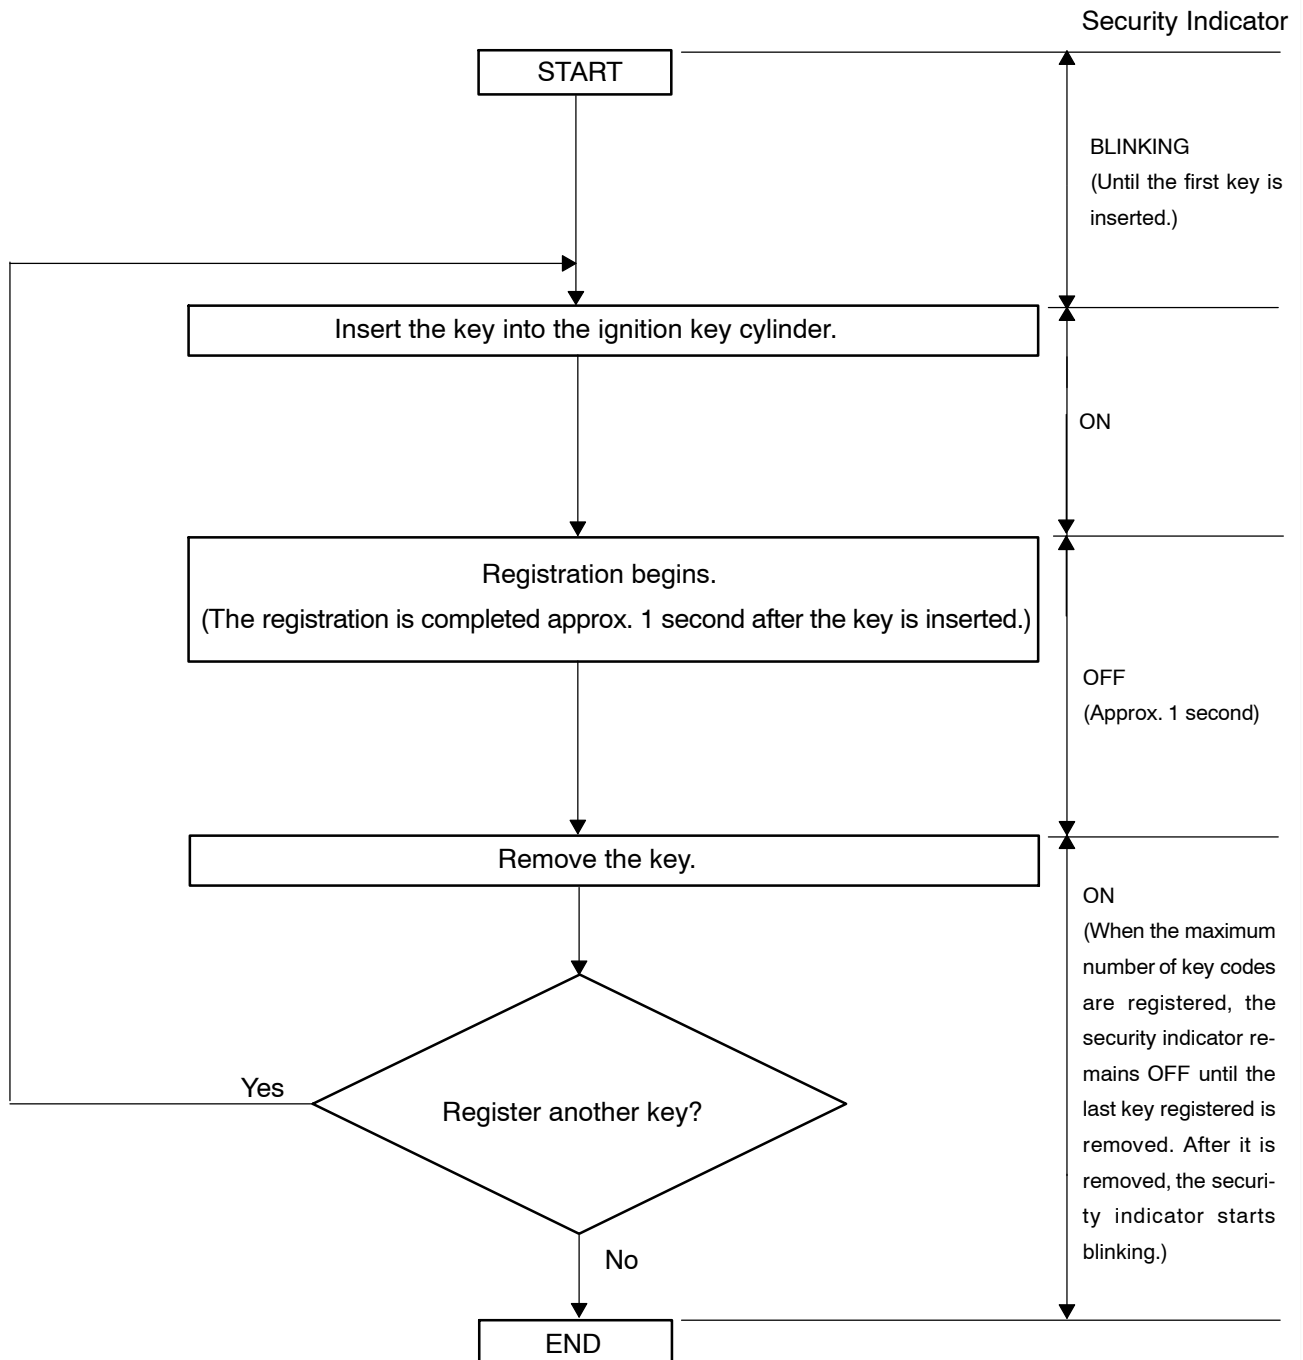 Security Indicator
START
BLINKING
(Until the first key is
inserted.)
Insert the key into the ignition key cylinder.
ON
Registration begins.
(The registration is completed approx. 1 second after the key is inserted.)
OFF
(Approx. 1 second)
Remove the key.
ON
(When the maximum
number of key codes
are registered, the
security indicator re-
mains OFF until the
last key registered is
removed. After it is
removed, the securi-
ty indicator starts
blinking.)
Yes
Register another key?
No
END